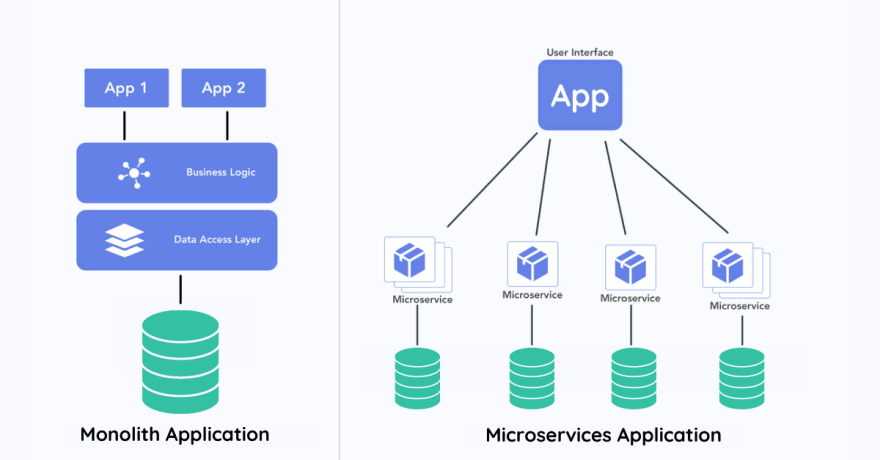 App 1
App 2
Business Logic
Data Access Layer
Monolith Application
User Interface
App
Microservice
Microservice
Microservice
Microservice
Microservices Application